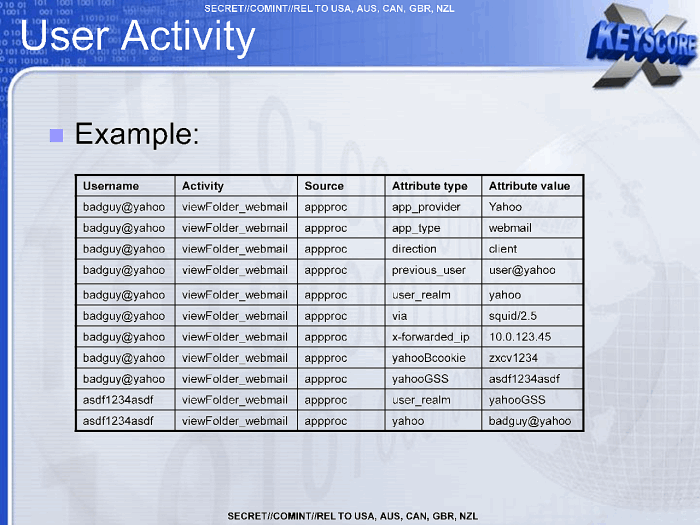 SECRET//COMINT//REL TO USA, AUS, CAN, GBR, NZL
User Activity
X
KEYSCORE
Example:
Username Activity Source Attribute type Attribute value
badguy@yahoo viewFolder_webmail appproc app_provider Yahoo
badguy@yahoo viewFolder_webmail appproc app_type webmail
badguy@yahoo viewFolder_webmail appproc direction client
badguy@yahoo viewFolder_webmail appproc previous_user user@yahoo
badguy@yahoo viewFolder_webmail appproc user_realm yahoo
badguy@yahoo viewFolder_webmail appproc via squid/2.5
badguy@yahoo viewFolder_webmail appproc x-forwarded_ip 10.0.123.45
badguy@yahoo viewFolder_webmail appproc yahooBcookie zxcv1234
badguy@yahoo viewFolder_webmail appproc yahooGSS asdf1234asdf
asdf1234asdf viewFolder_webmail appproc user_realm yahooGSS
asdf1234asdf viewFolder_webmail appproc yahoo badguy@yahoo
SECRET//COMINT//REL TO USA, AUS, CAN, GBR, NZL